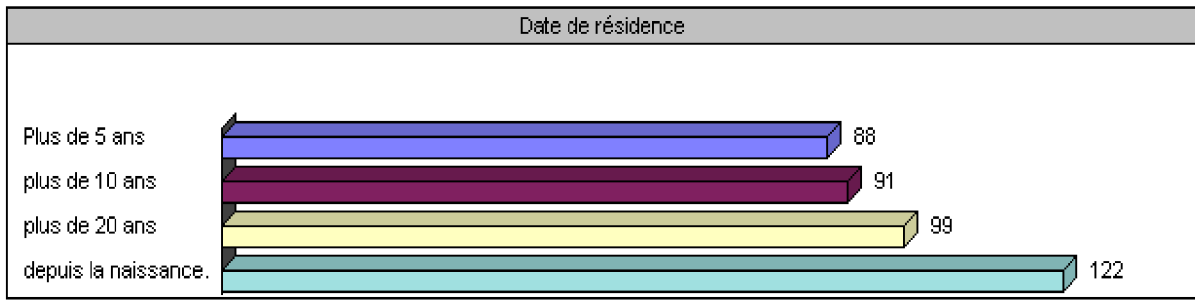 Date de résidence
Plus de 5 ans 88
plus de 10 ans 91
plus de 20 ans 99
depuis la naissance. 122